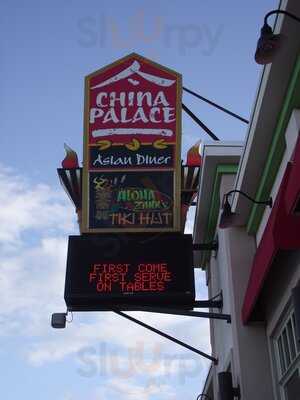 CHINA
PALACE
Asian Diner
ALOHA
TIKI HUT
FIRST COME
FIRST SERVE
ON TABLES